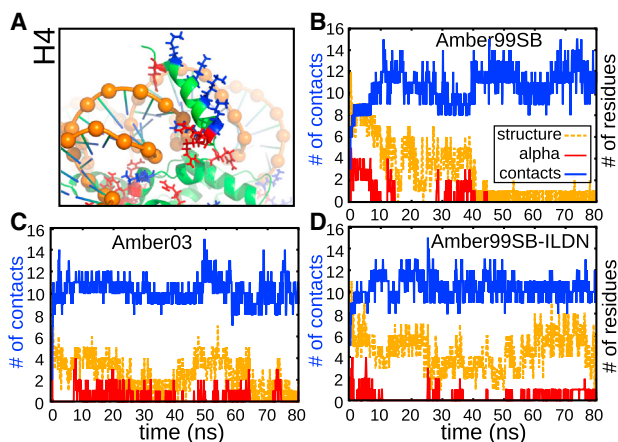 A
H4
B
Amber99SB
# of contacts
16
14
12
10
8
6
4
2
0
0 10 20 30 40 50 60 70 80
# of residues
structure
alpha
contacts
C
Amber03
# of contacts
16
14
12
10
8
6
4
2
0
0 10 20 30 40 50 60 70 80
time (ns)
D
Amber99SB-ILDN
# of contacts
16
14
12
10
8
6
4
2
0
0 10 20 30 40 50 60 70 80
time (ns)
# of residues